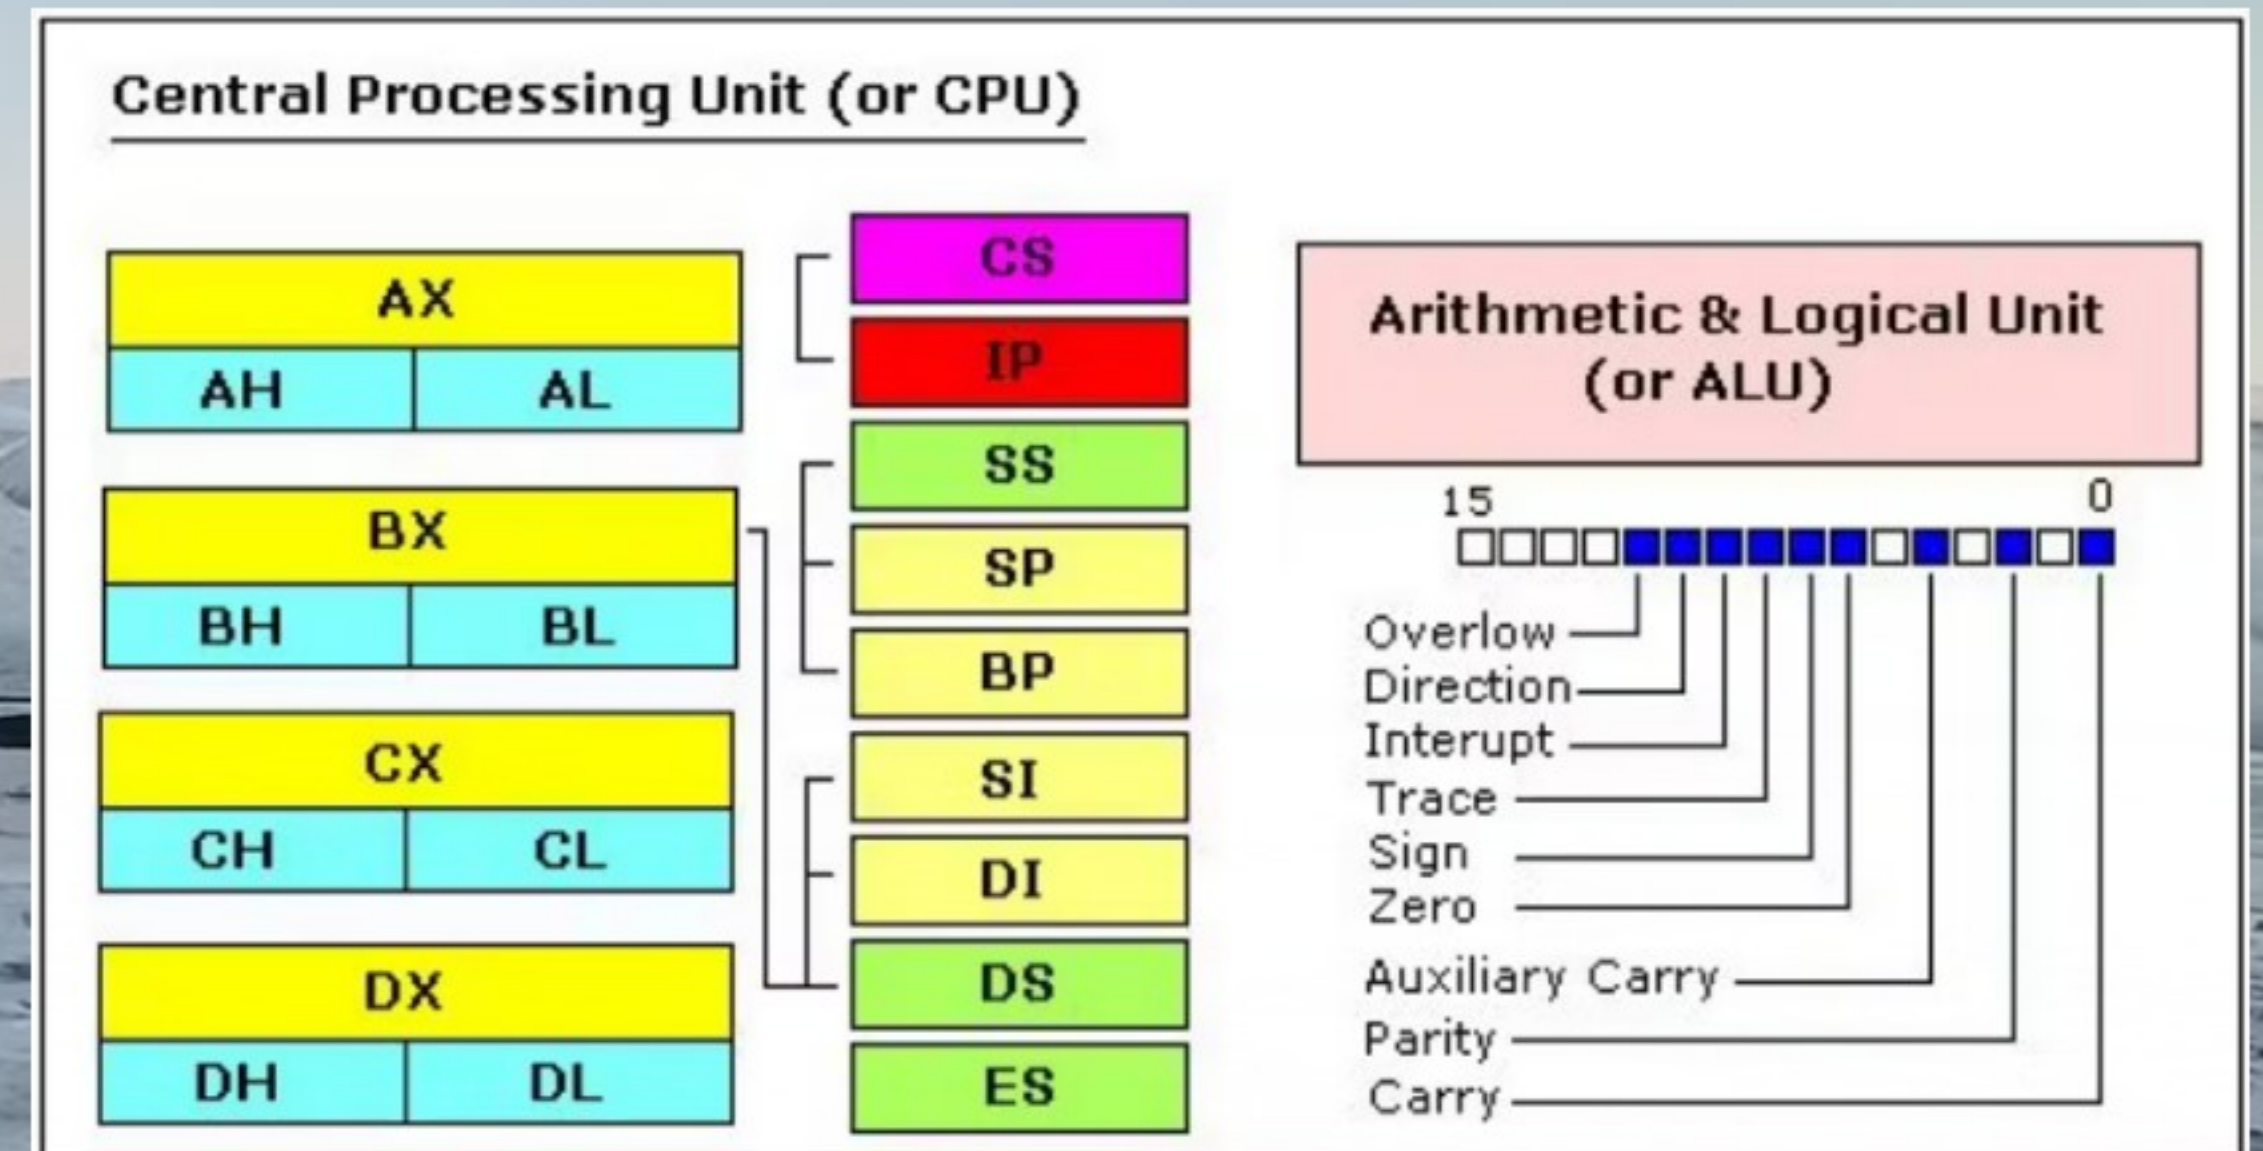 Central Processing Unit (or CPU)
AX
AH AL
BX
BH BL
CX
CH CL
DX
DH DL
CS
IP
SS
SP
BP
SI
DI
DS
ES
Arithmetic & Logical Unit
(or ALU)
15 0
Overlow
Direction
Interupt
Trace
Sign
Zero
Auxiliary Carry
Parity
Carry